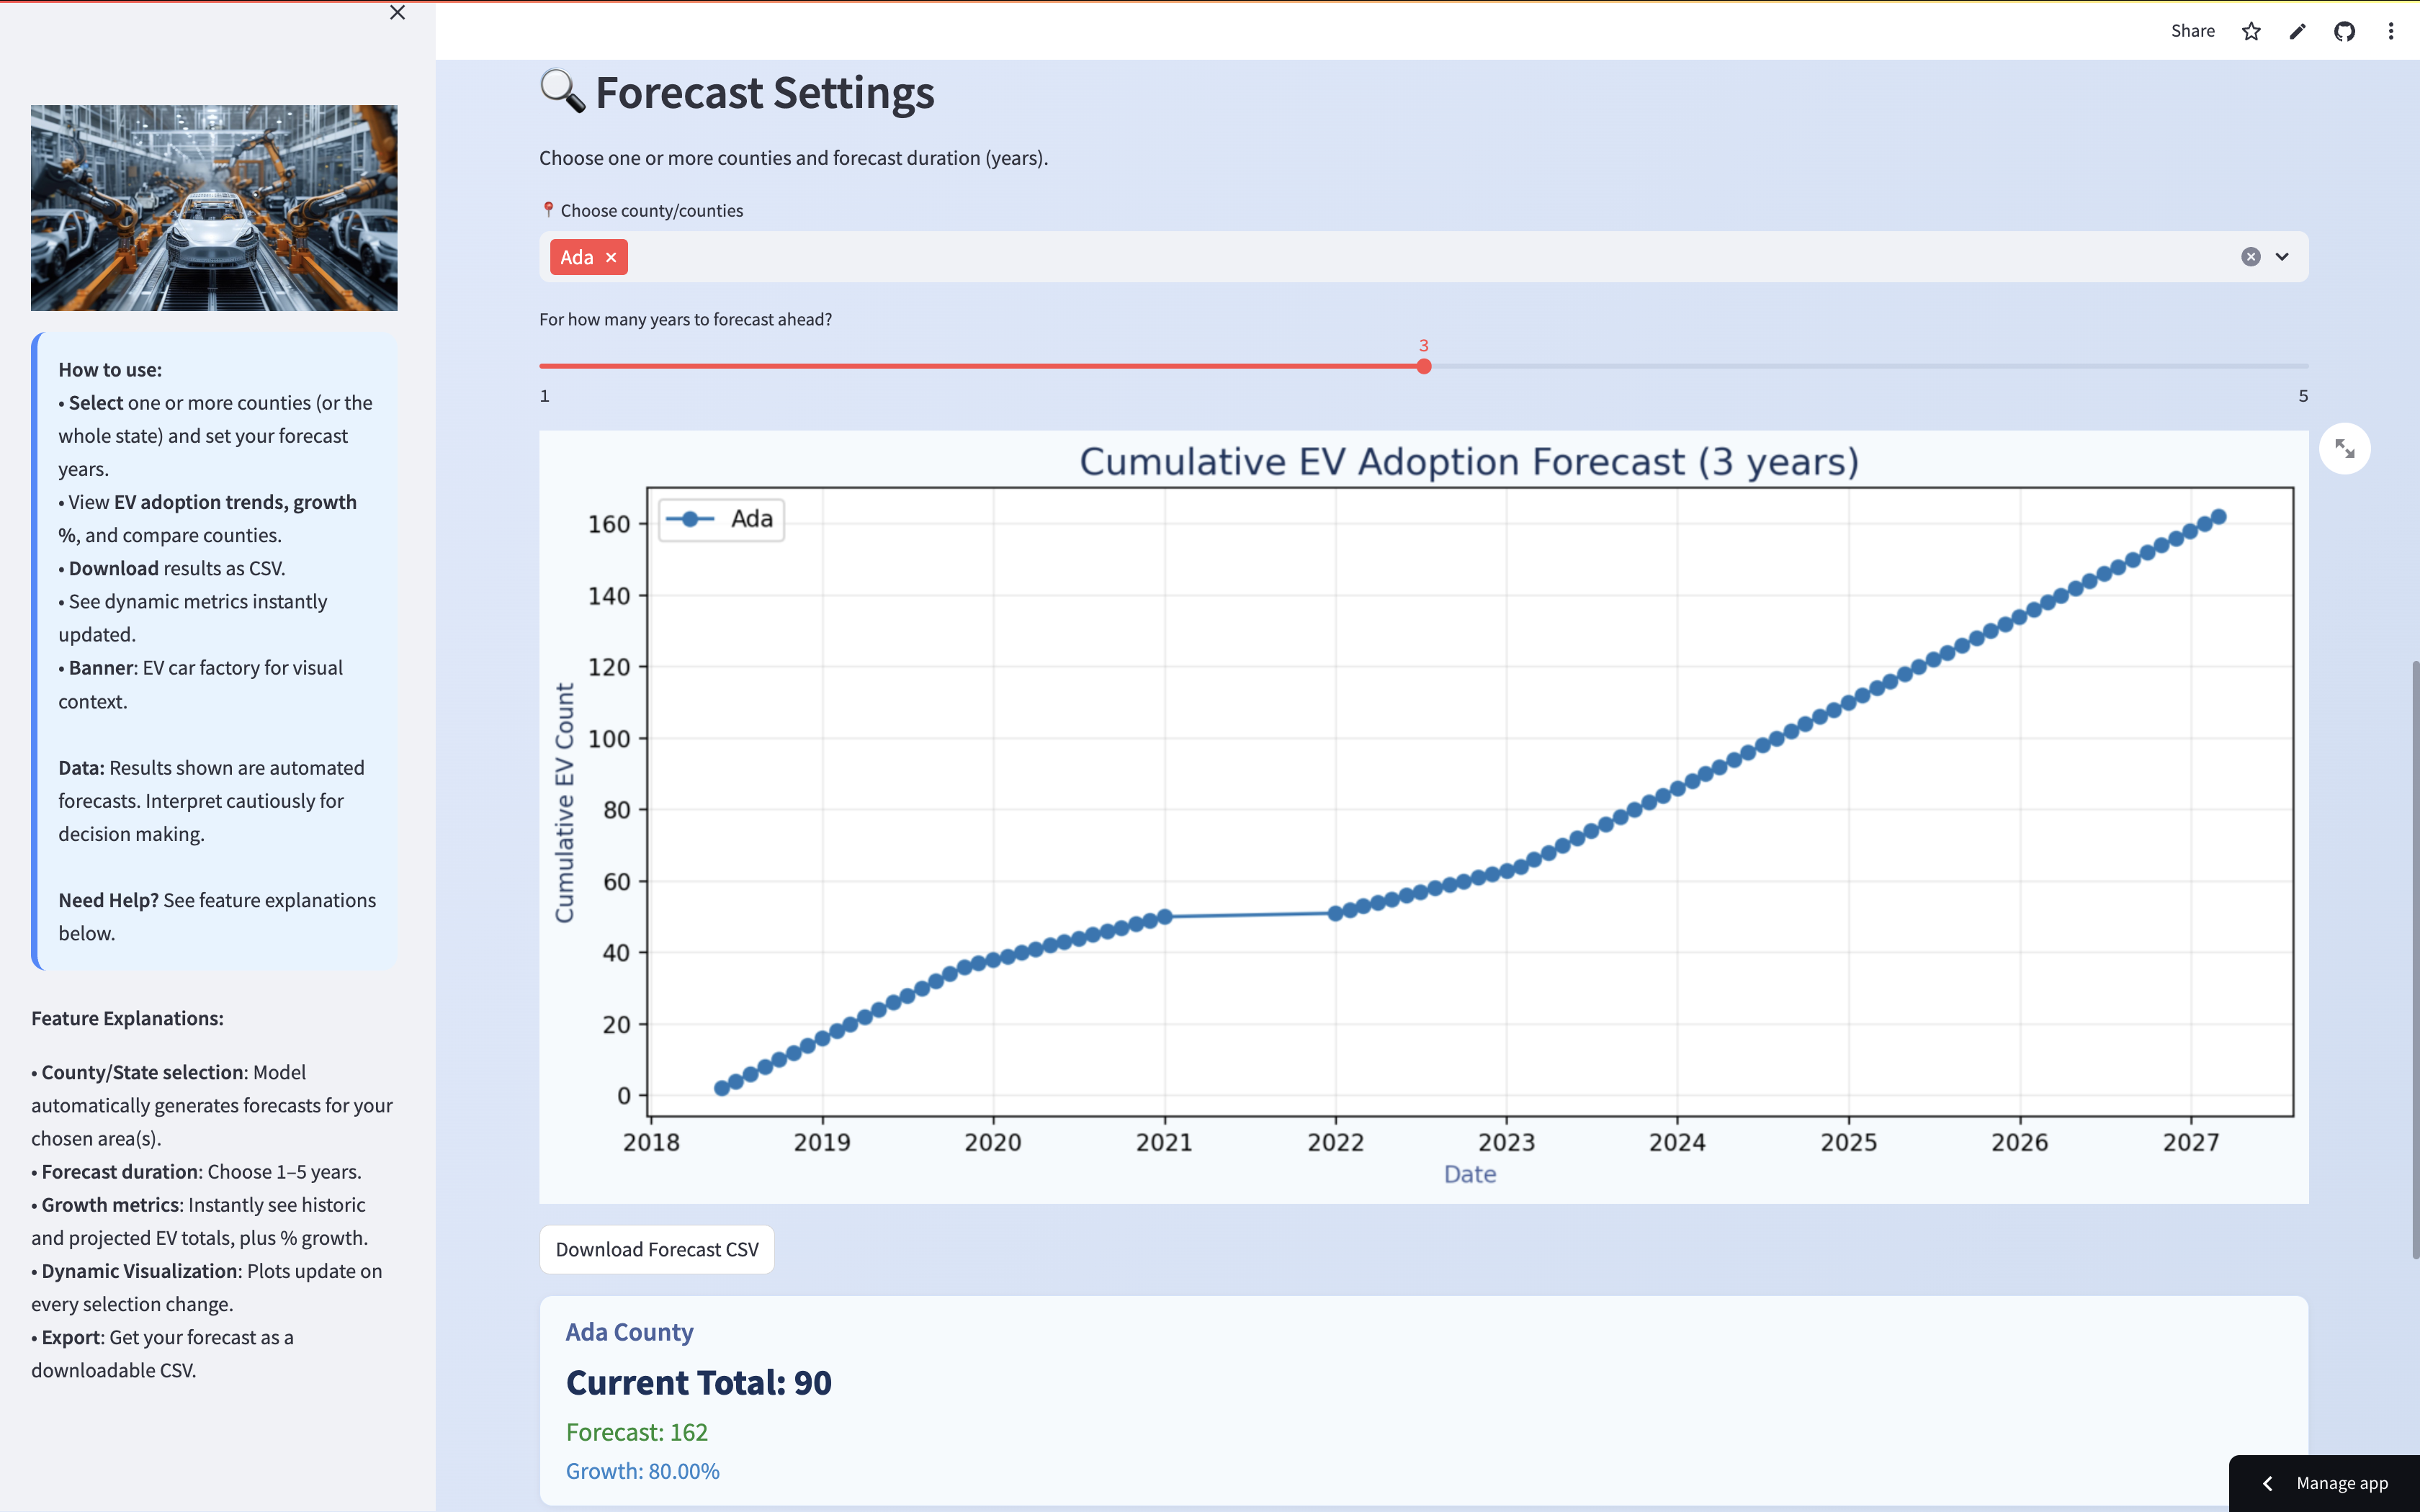 Share
How to use:
• Select one or more counties (or the
whole state) and set your forecast
years.
• View EV adoption trends, growth
%, and compare counties.
• Download results as CSV.
• See dynamic metrics instantly
updated.
• Banner: EV car factory for visual
context.
Data: Results shown are automated
forecasts. Interpret cautiously for
decision making.
Need Help? See feature explanations
below.
Feature Explanations:
• County/State selection: Model
automatically generates forecasts for your
chosen area(s).
• Forecast duration: Choose 1–5 years.
• Growth metrics: Instantly see historic
and projected EV totals, plus % growth.
• Dynamic Visualization: Plots update on
every selection change.
• Export: Get your forecast as a
downloadable CSV.
Forecast Settings
Choose one or more counties and forecast duration (years).
Choose county/counties
Ada
For how many years to forecast ahead?
3
1 5
Cumulative EV Adoption Forecast (3 years)
Ada
Cumulative EV Count
160
140
120
100
80
60
40
20
0
2018 2019 2020 2021 2022 2023 2024 2025 2026 2027
Date
Download Forecast CSV
Ada County
Current Total: 90
Forecast: 162
Growth: 80.00%
Manage app